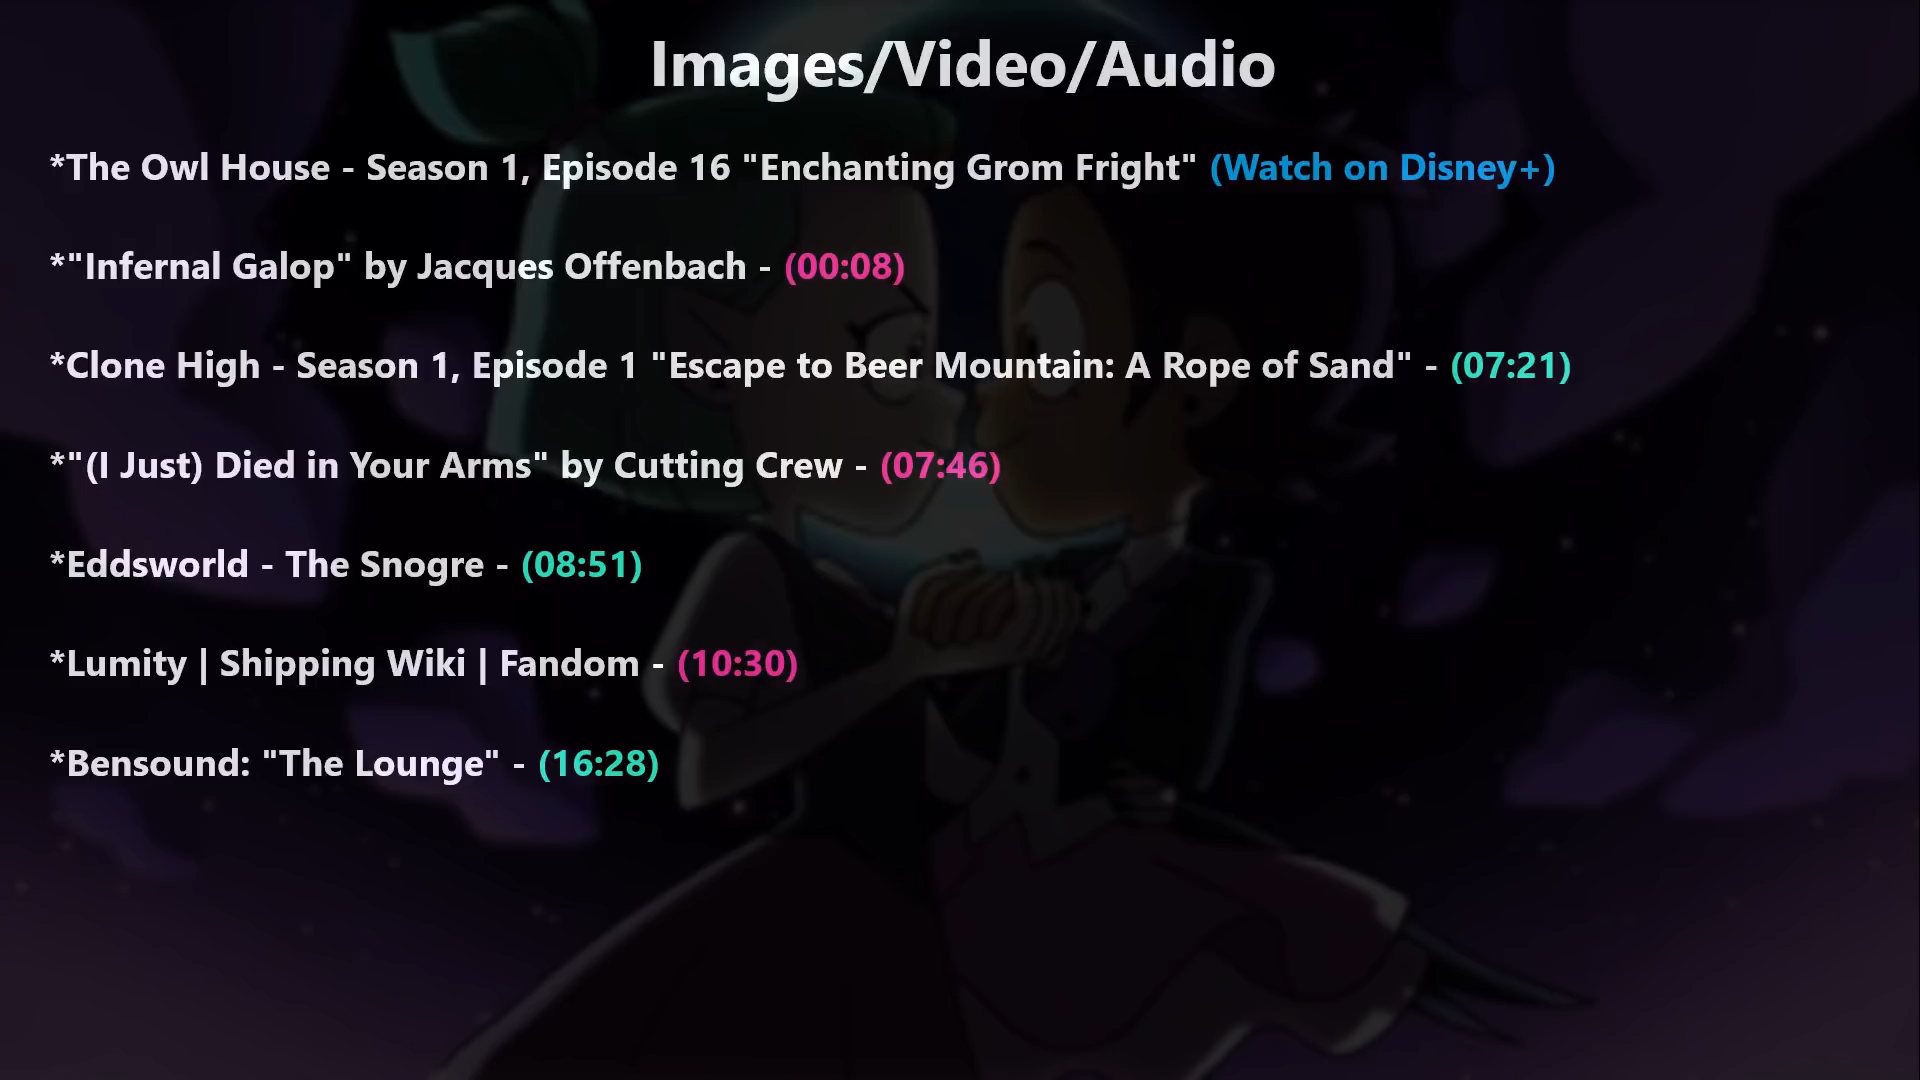 Images/Video/Audio
*The Owl House - Season 1, Episode 16 "Enchanting Grom Fright" (Watch on Disney+)
*"Infernal Galop" by Jacques Offenbach - (00:08)
*Clone High - Season 1, Episode 1 "Escape to Beer Mountain: A Rope of Sand" - (07:21)
*"(I Just) Died in Your Arms" by Cutting Crew - (07:46)
*Eddsworld - The Snogre - (08:51)
*Lumity | Shipping Wiki | Fandom - (10:30)
*Bensound: "The Lounge" - (16:28)